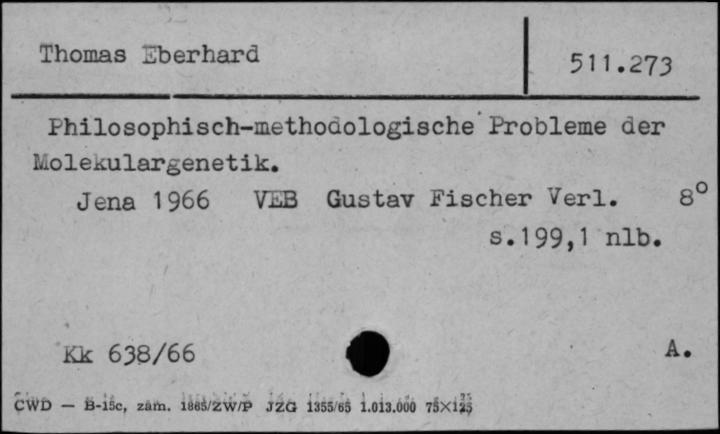 Thomas Eberhard
511.273
Philosophisch-methodologische Probleme der
Molekulargenetik.
Jena 1966 VEB Gustav Fischer Verl. 8°
s.199,1 nlb.
Kk 638/66 A.
CWD — B-15c, zam. 1865/ZW/P JZG 1355/65 1.013.000 75×125